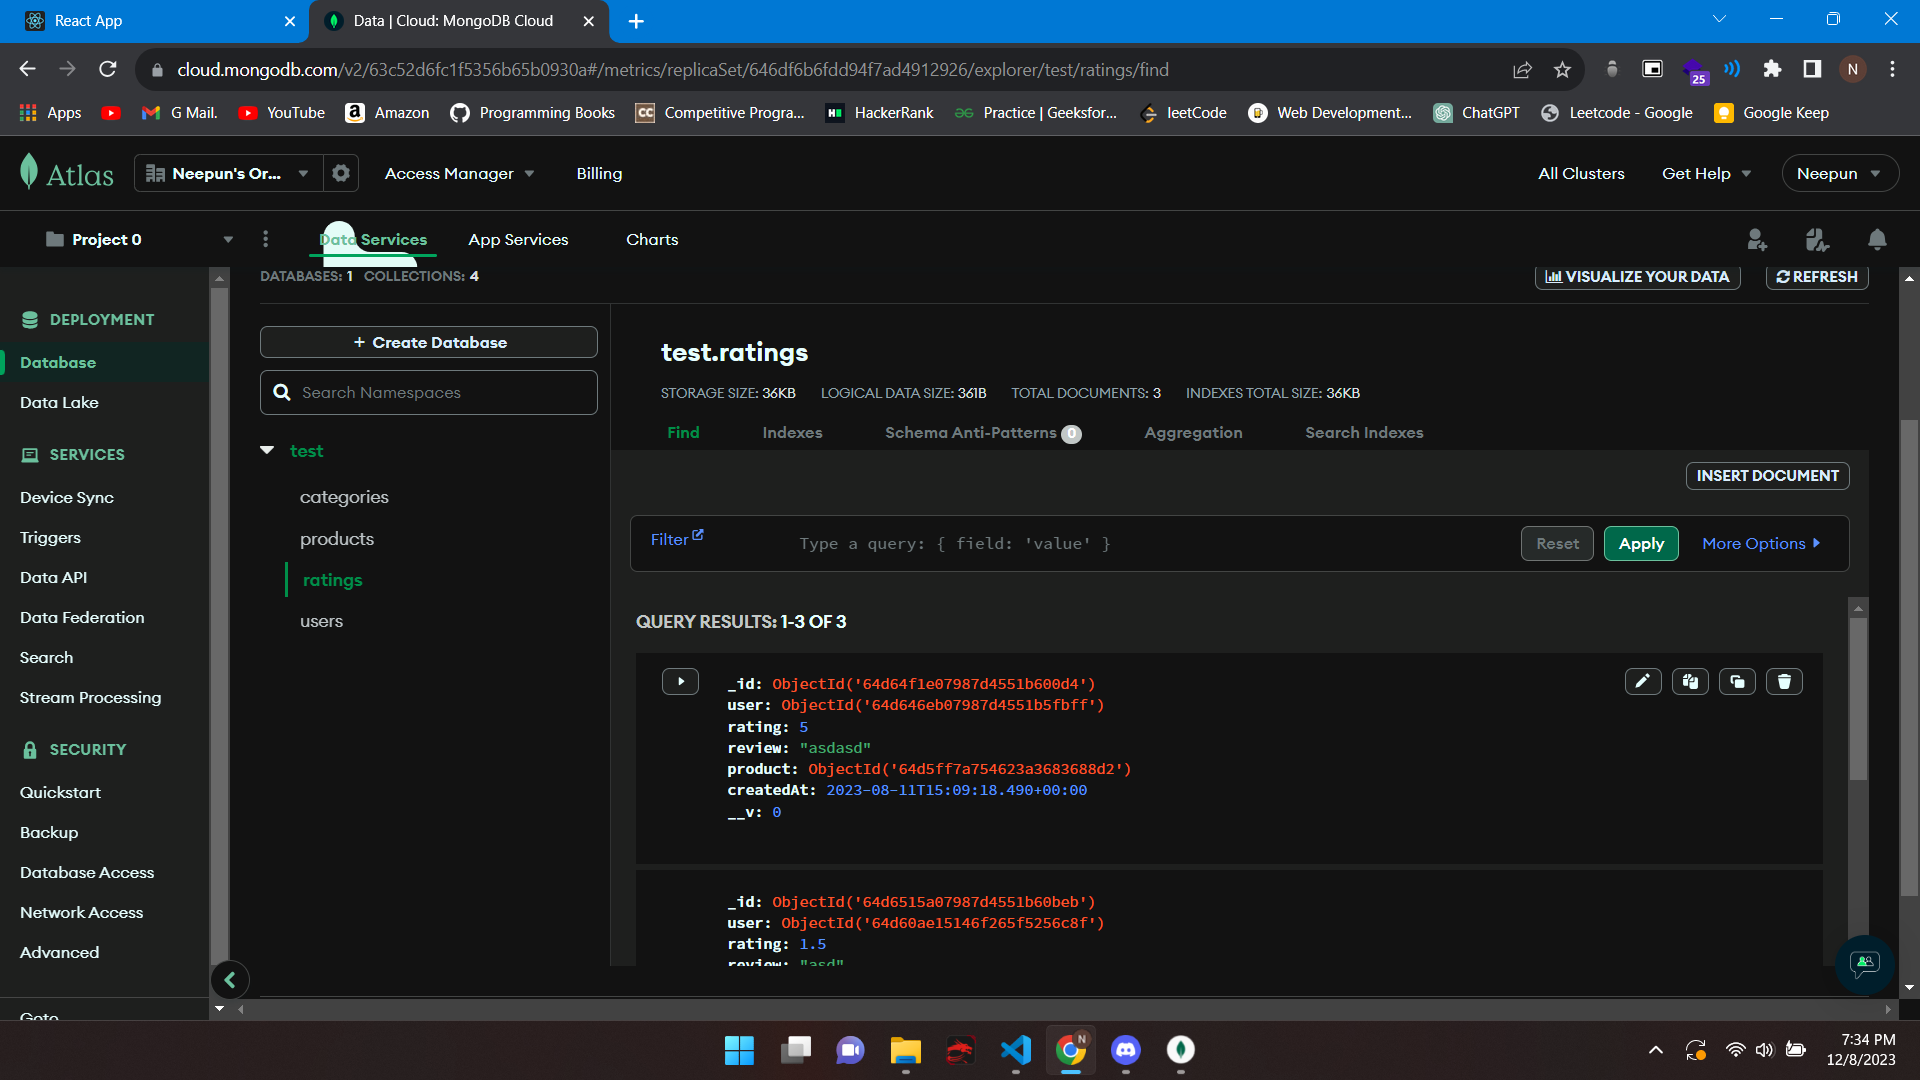 React App
Data | Cloud: MongoDB Cloud
cloud.mongodb.com/v2/63c52d6fc1f5356b65b0930a#/metrics/replicaSet/646df6b6fdd94f7ad4912926/explorer/test/ratings/find
25
N
Apps
G Mail.
YouTube
Amazon
Programming Books
CC
Competitive Progra...
HackerRank
Practice | Geeksfor...
leetCode
Web Development...
ChatGPT
Leetcode - Google
Google Keep
Atlas
Neepun's Or...
Access Manager
Billing
All Clusters
Get Help
Neepun
Project 0
Data Services
App Services
Charts
DATABASES: 1 COLLECTIONS: 4
VISUALIZE YOUR DATA
REFRESH
DEPLOYMENT
Database
Data Lake
SERVICES
Device Sync
Triggers
Data API
Data Federation
Search
Stream Processing
SECURITY
Quickstart
Backup
Database Access
Network Access
Advanced
Goto
+ Create Database
Search Namespaces
test
categories
products
ratings
users
test.ratings
STORAGE SIZE: 36KB LOGICAL DATA SIZE: 361B TOTAL DOCUMENTS: 3 INDEXES TOTAL SIZE: 36KB
Find
Indexes
Schema Anti-Patterns 0
Aggregation
Search Indexes
INSERT DOCUMENT
Filter
Type a query: { field: 'value' }
Reset
Apply
More Options
QUERY RESULTS: 1-3 OF 3
_id: ObjectId('64d64f1e07987d4551b600d4')
user: ObjectId('64d646eb07987d4551b5fbff')
rating: 5
review: "asdasd"
product: ObjectId('64d5ff7a754623a3683688d2')
createdAt: 2023-08-11T15:09:18.490+00:00
__v: 0
_id: ObjectId('64d6515a07987d4551b60beb')
user: ObjectId('64d60ae15146f265f5256c8f')
rating: 1.5
review: "asd"
N
7:34 PM
12/8/2023